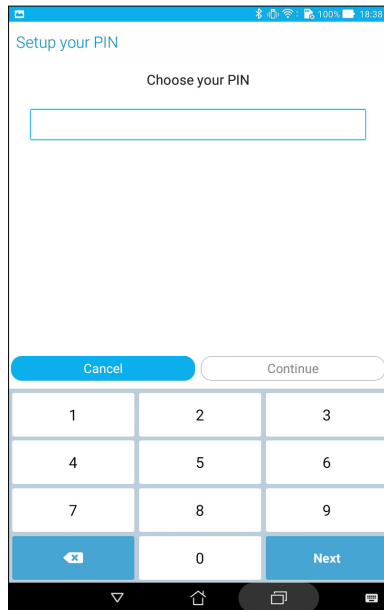 100% 18:38
Setup your PIN
Choose your PIN
Cancel Continue
1 2 3
4 5 6
7 8 9
0 Next